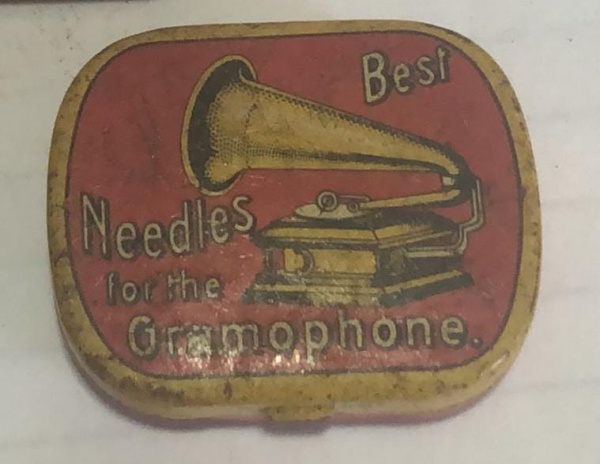 Best
Needles
for the
Gramophone.